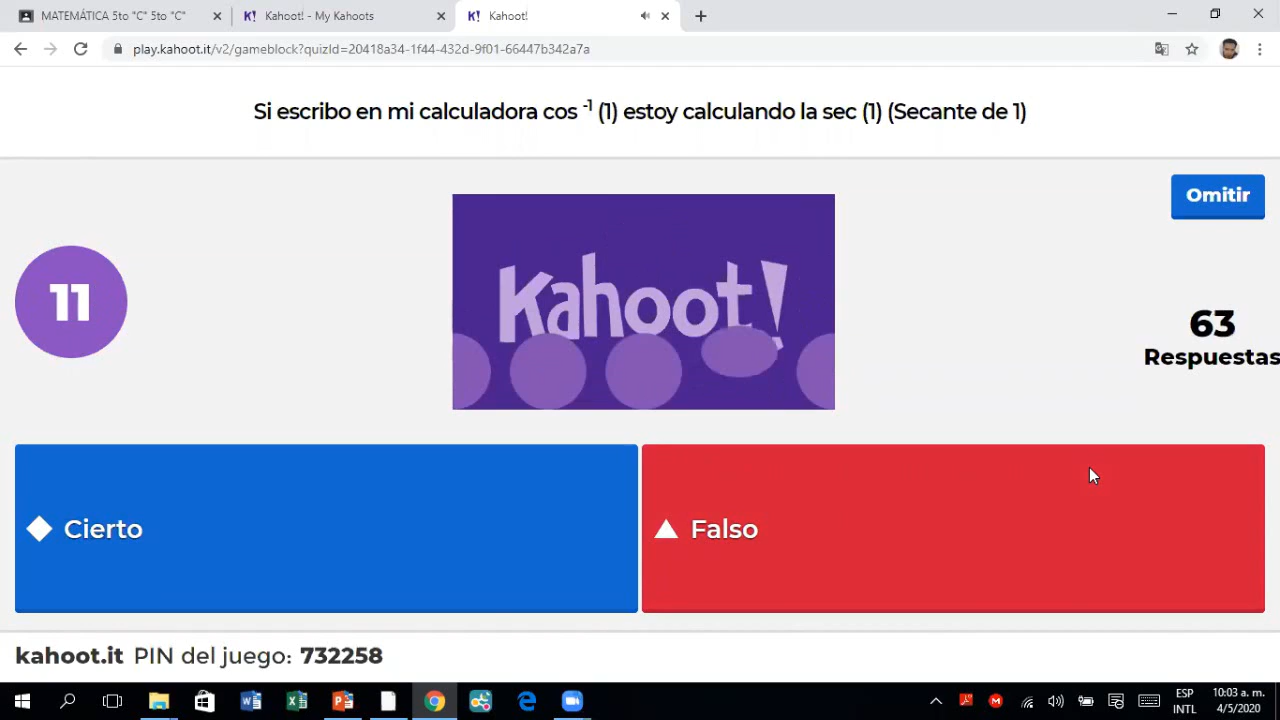 MATEMÁTICA 5to "C" 5to "C"
Kahoot! - My Kahoots
Kahoot!
play.kahoot.it/v2/gameblock?quizId=20418a34-1f44-432d-9f01-66447b342a7a
Si escribo en mi calculadora cos ⁻¹ (1) estoy calculando la sec (1) (Secante de 1)
Omitir
Kahoot!
11
63
Respuestas
Cierto
Falso
kahoot.it PIN del juego: 732258
ESP
INTL
10:03 a. m.
4/5/2020